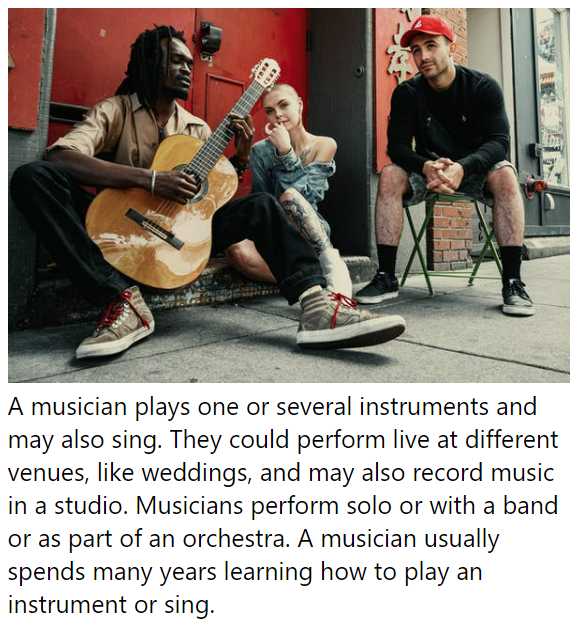 A musician plays one or several instruments and
may also sing. They could perform live at different
venues, like weddings, and may also record music
in a studio. Musicians perform solo or with a band
or as part of an orchestra. A musician usually
spends many years learning how to play an
instrument or sing.